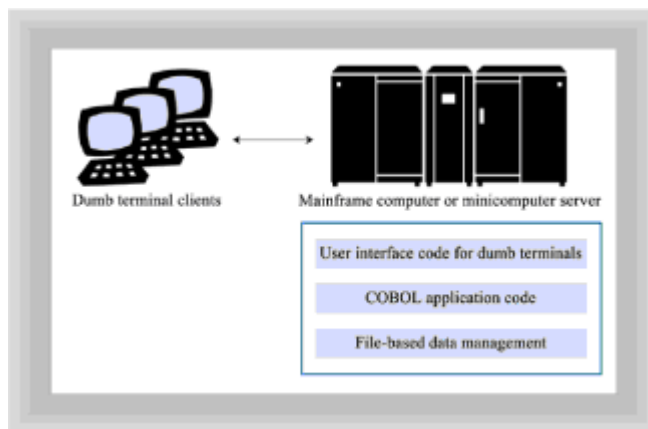 Dumb terminal clients
Mainframe computer or minicomputer server
User interface code for dumb terminals
COBOL application code
File-based data management